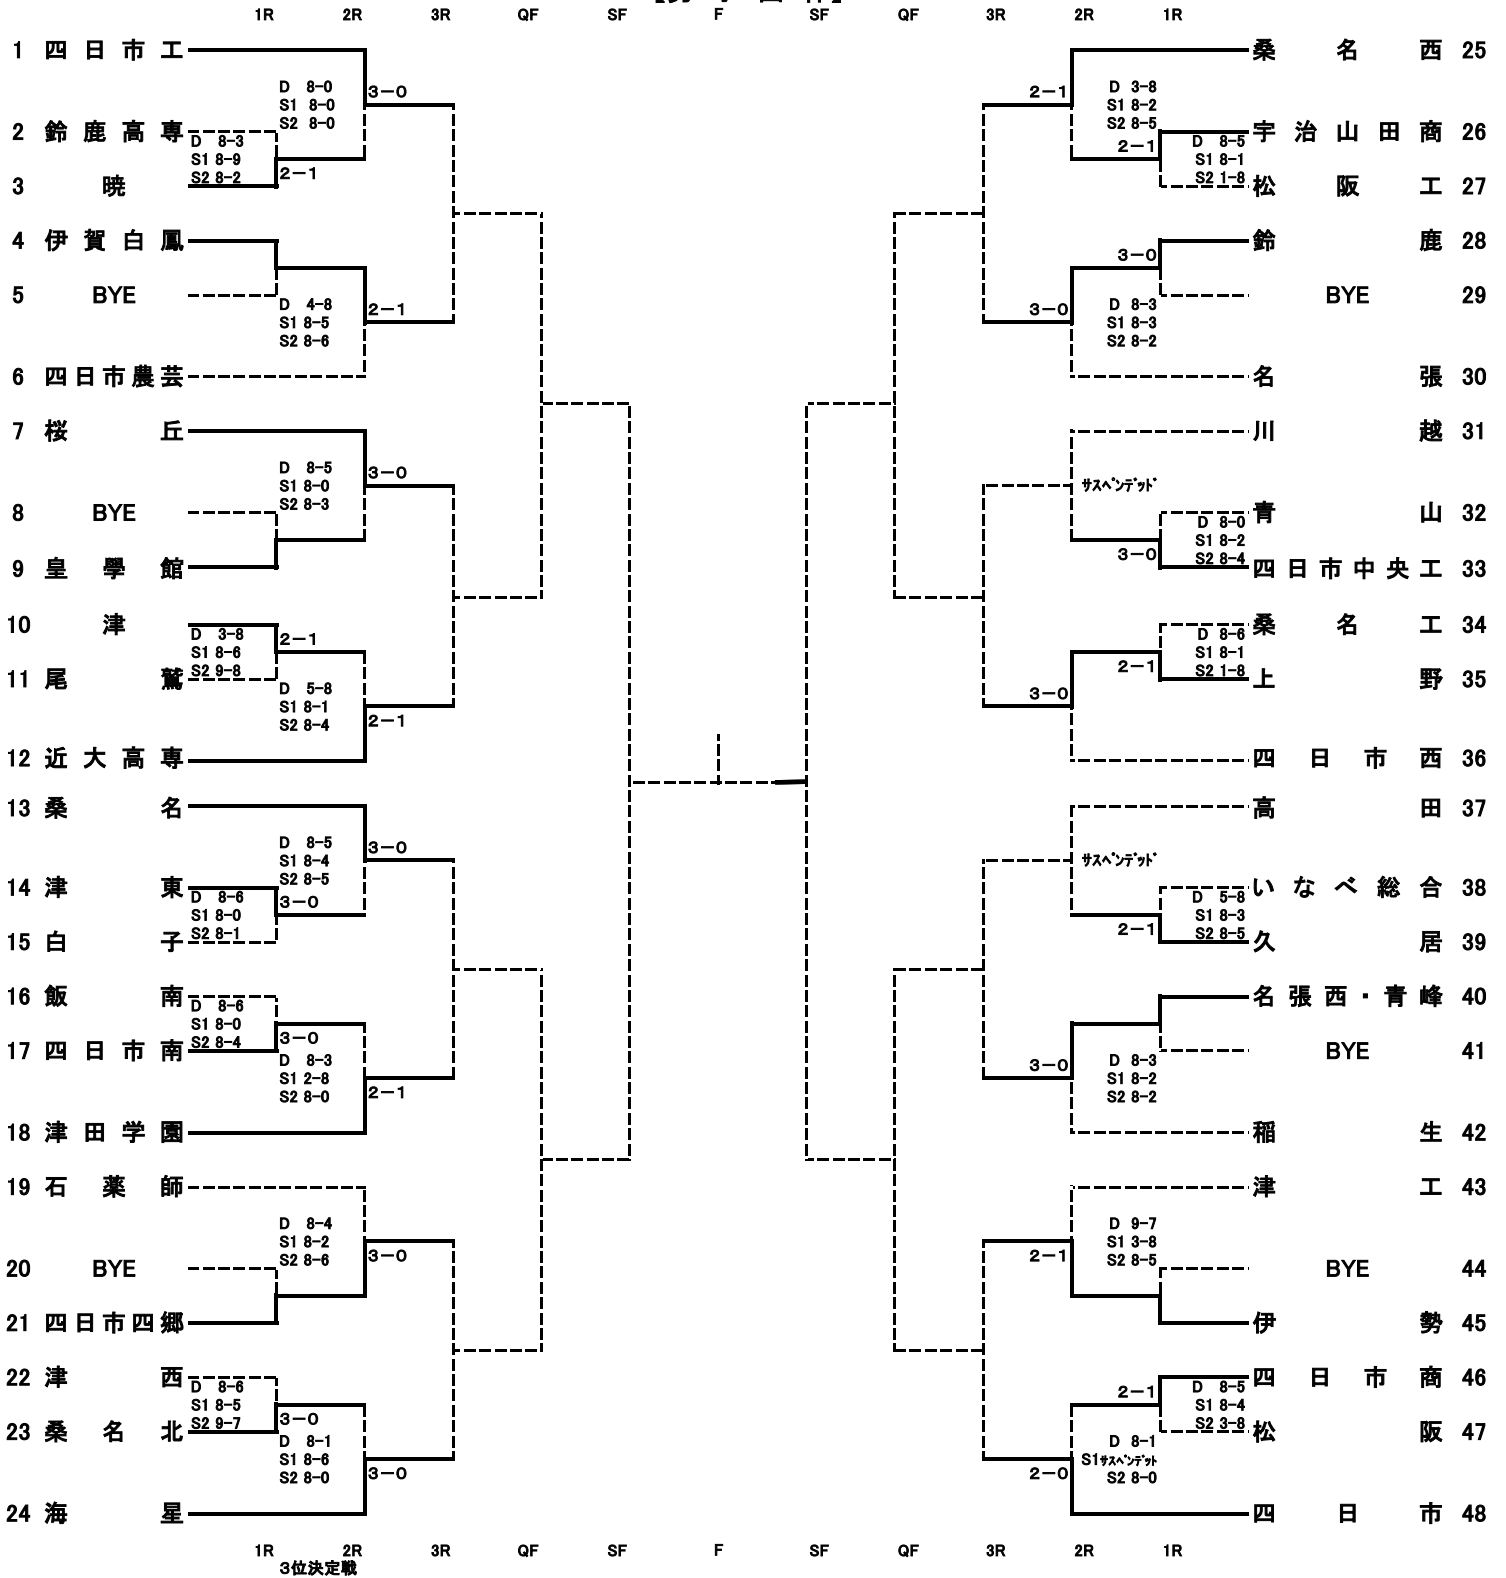 1R 2R 3R QF SF F SF QF 3R 2R 1R
1 四日市工
D 8-0
S1 8-0
S2 8-0
3-0
2 鈴鹿高専
D 8-3
S1 8-9
S2 8-2
2-1
3 暁
4 伊賀白鳳
5 BYE
D 4-8
S1 8-5
S2 8-6
2-1
6 四日市農芸
7 桜丘
D 8-5
S1 8-0
S2 8-3
3-0
8 BYE
9 皇學館
10 津
D 3-8
S1 8-6
S2 9-8
2-1
11 尾鷲
D 5-8
S1 8-1
S2 8-4
2-1
12 近大高専
13 桑名
D 8-5
S1 8-4
S2 8-5
3-0
14 津東
D 8-6
S1 8-0
S2 8-1
3-0
15 白子
16 飯南
D 8-6
S1 8-0
S2 8-4
3-0
17 四日市南
D 8-3
S1 2-8
S2 8-0
2-1
18 津田学園
19 石薬師
D 8-4
S1 8-2
S2 8-6
3-0
20 BYE
21 四日市四郷
22 津西
D 8-6
S1 8-5
S2 9-7
3-0
23 桑名北
D 8-1
S1 8-6
S2 8-0
3-0
24 海星
桑名西 25
2-1
D 3-8
S1 8-2
S2 8-5
宇治山田商 26
2-1
D 8-5
S1 8-1
S2 1-8
松阪工 27
鈴鹿 28
3-0
BYE 29
3-0
D 8-3
S1 8-3
S2 8-2
名張 30
川越 31
サスペンデッド
青山 32
D 8-0
S1 8-2
S2 8-4
3-0
四日市中央工 33
桑名工 34
D 8-6
S1 8-1
S2 1-8
2-1
上野 35
3-0
四日市西 36
高田 37
サスペンデッド
いなべ総合 38
D 5-8
S1 8-3
S2 8-5
2-1
久居 39
名張西・青峰 40
BYE 41
3-0
D 8-3
S1 8-2
S2 8-2
稲生 42
津工 43
D 9-7
S1 3-8
S2 8-5
2-1
BYE 44
伊勢 45
四日市商 46
2-1
D 8-5
S1 8-4
S2 3-8
松阪 47
D 8-1
S1サスペンデット
S2 8-0
2-0
四日市 48
1R 2R 3R QF SF F SF QF 3R 2R 1R
3位決定戦